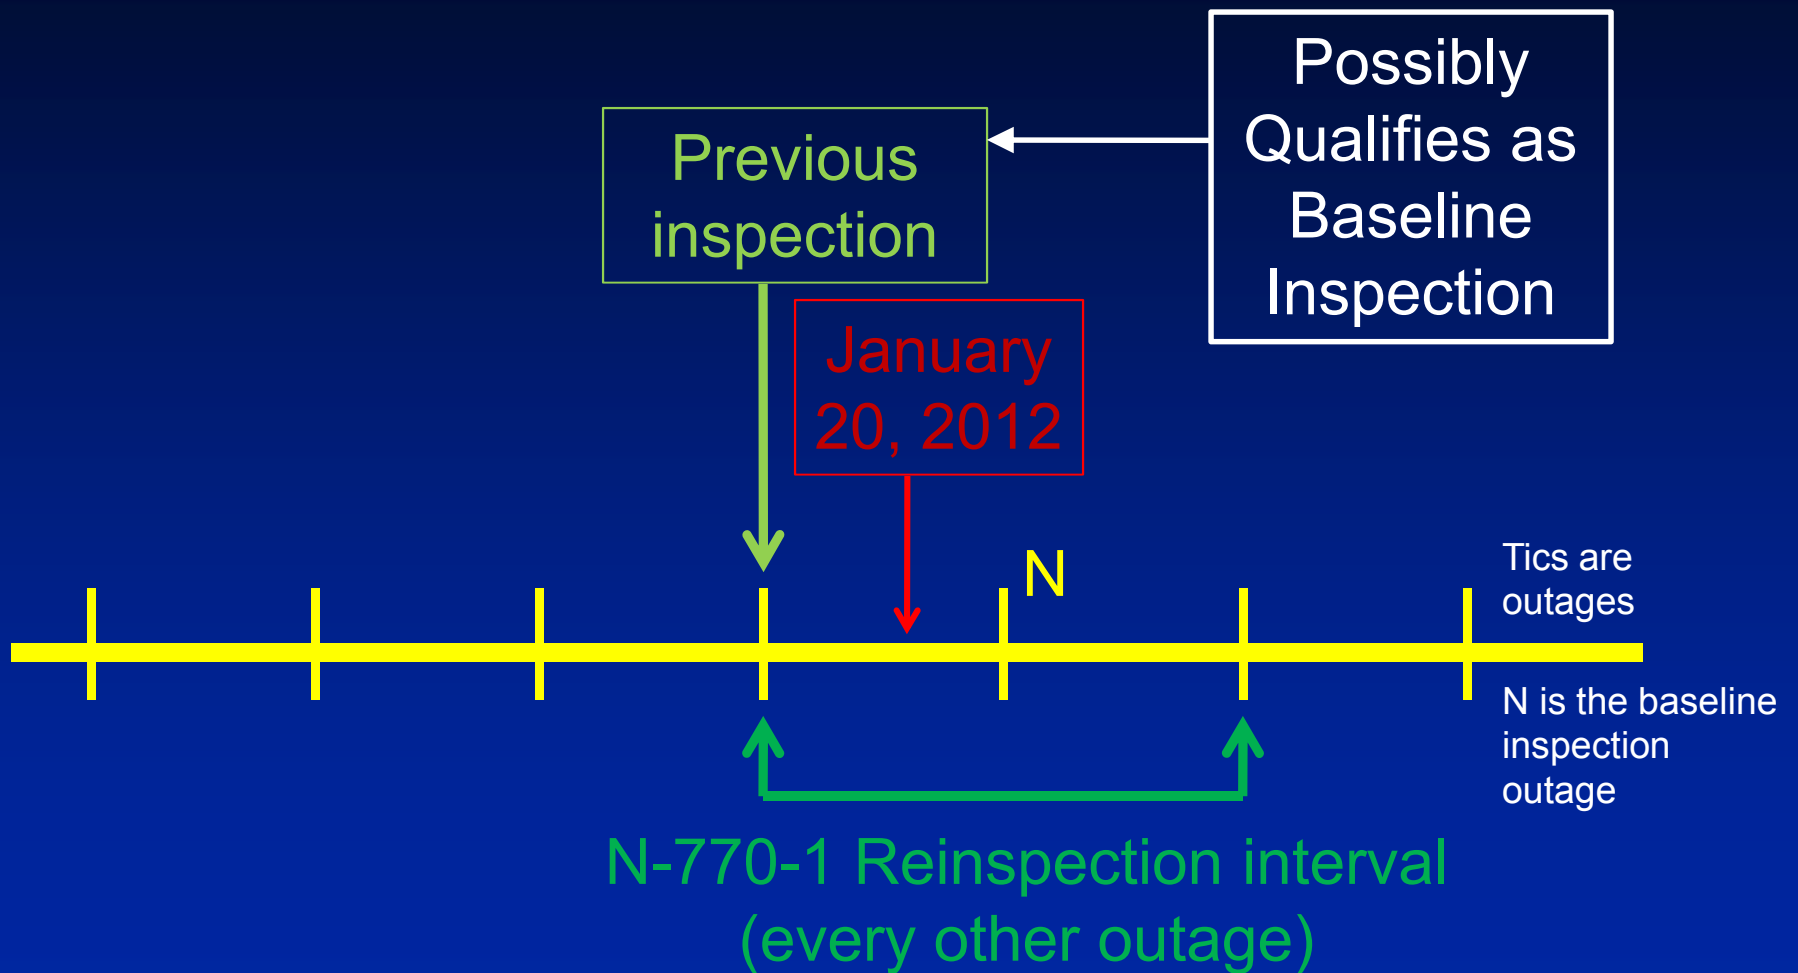 Possibly
Qualifies as
Baseline
Inspection
Previous
inspection
January
20, 2012
N
Tics are
outages
N is the baseline
inspection
outage
N-770-1 Reinspection interval
(every other outage)